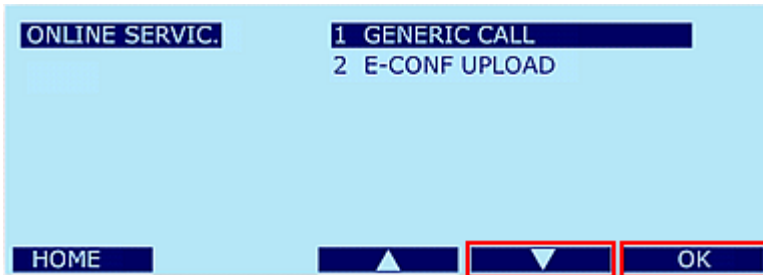 ONLINE SERVIC.
1 GENERIC CALL
2 E-CONF UPLOAD
HOME ▲ ▼ OK